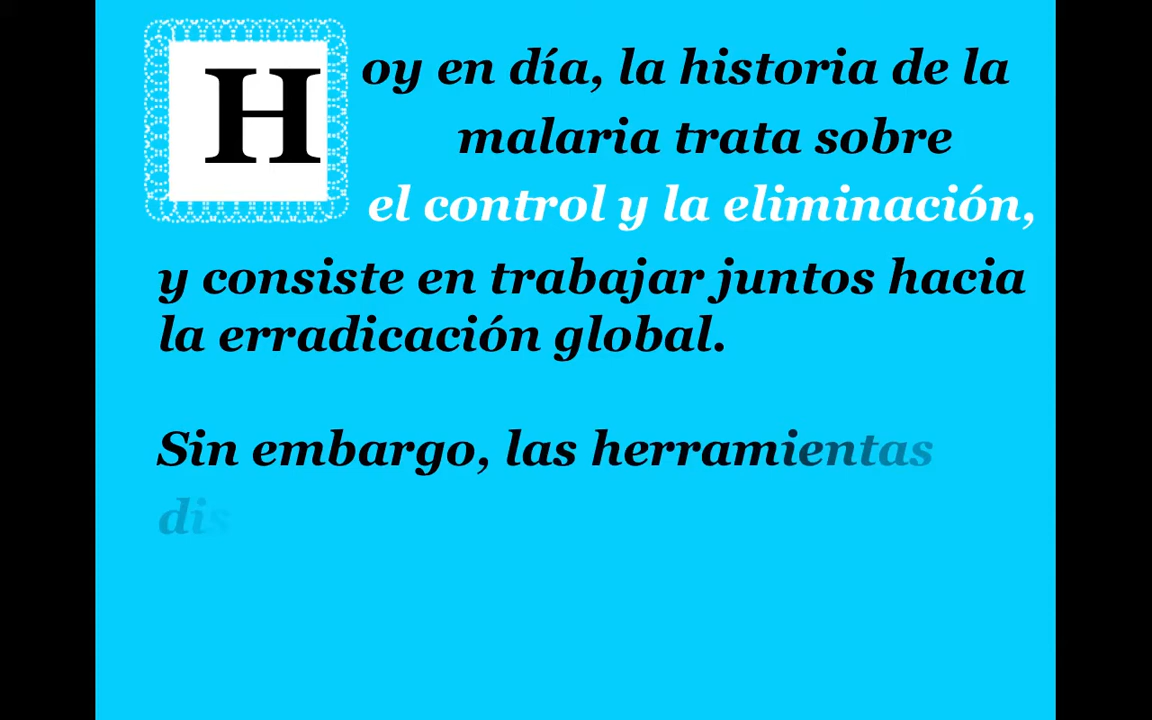 Hoy en día, la historia de la
malaria trata sobre
el control y la eliminación,
y consiste en trabajar juntos hacia
la erradicación global.
Sin embargo, las herramientas
dis